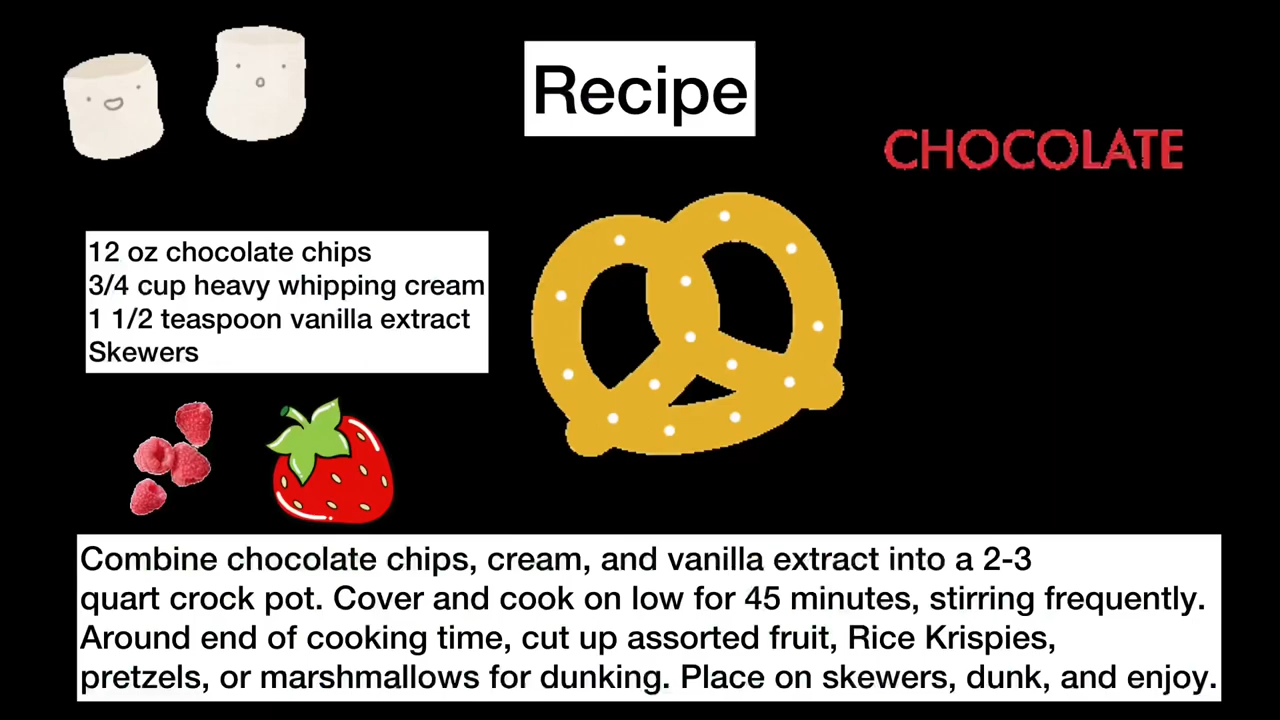 Recipe
CHOCOLATE
12 oz chocolate chips
3/4 cup heavy whipping cream
1 1/2 teaspoon vanilla extract
Skewers
Combine chocolate chips, cream, and vanilla extract into a 2-3
quart crock pot. Cover and cook on low for 45 minutes, stirring frequently.
Around end of cooking time, cut up assorted fruit, Rice Krispies,
pretzels, or marshmallows for dunking. Place on skewers, dunk, and enjoy.